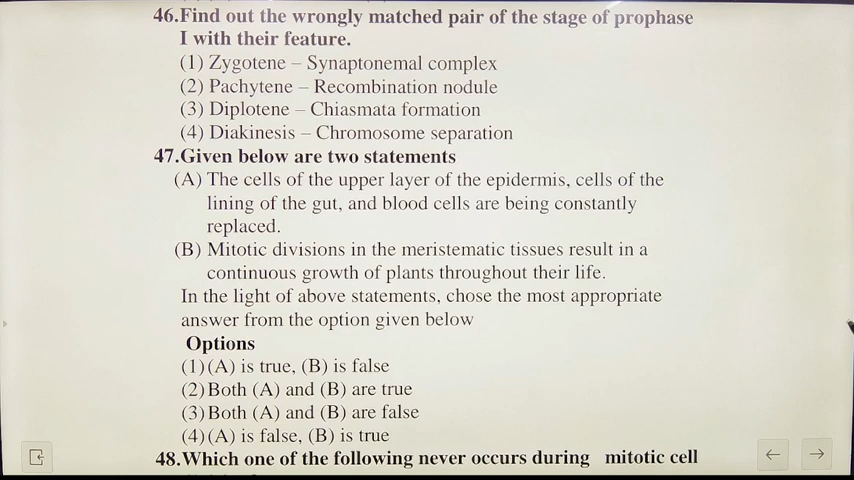 46.Find out the wrongly matched pair of the stage of prophase
I with their feature.
(1) Zygotene – Synaptonemal complex
(2) Pachytene – Recombination nodule
(3) Diplotene – Chiasmata formation
(4) Diakinesis – Chromosome separation
47.Given below are two statements
(A) The cells of the upper layer of the epidermis, cells of the
lining of the gut, and blood cells are being constantly
replaced.
(B) Mitotic divisions in the meristematic tissues result in a
continuous growth of plants throughout their life.
In the light of above statements, chose the most appropriate
answer from the option given below
Options
(1)(A) is true, (B) is false
(2)Both (A) and (B) are true
(3)Both (A) and (B) are false
(4)(A) is false, (B) is true
48.Which one of the following never occurs during mitotic cell